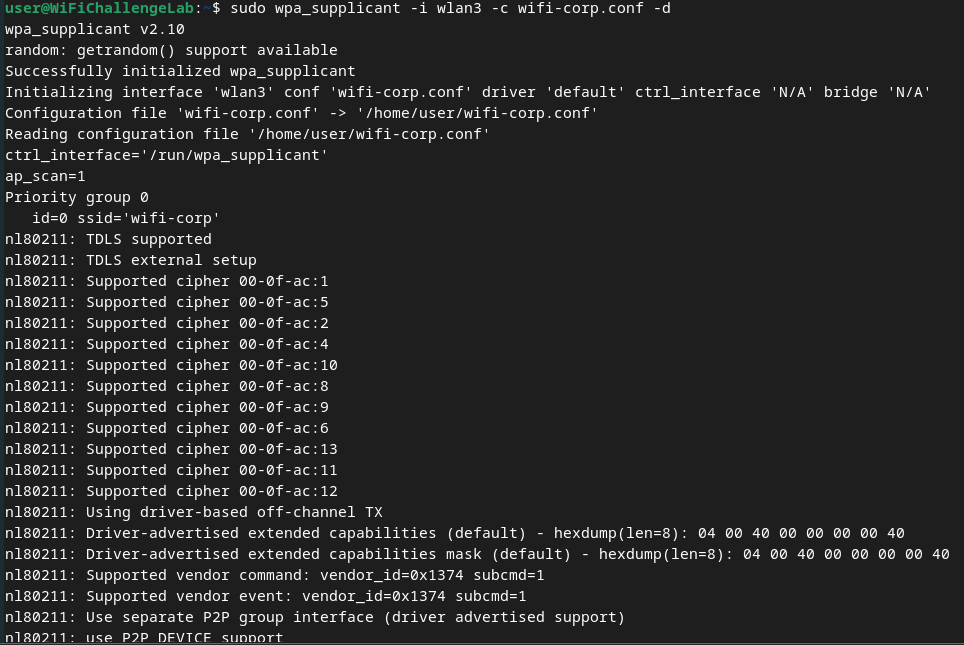 user@WiFiChallengeLab:~$ sudo wpa_supplicant -i wlan3 -c wifi-corp.conf -d
wpa_supplicant v2.10
random: getrandom() support available
Successfully initialized wpa_supplicant
Initializing interface 'wlan3' conf 'wifi-corp.conf' driver 'default' ctrl_interface 'N/A' bridge 'N/A'
Configuration file 'wifi-corp.conf' -> '/home/user/wifi-corp.conf'
Reading configuration file '/home/user/wifi-corp.conf'
ctrl_interface='/run/wpa_supplicant'
ap_scan=1
Priority group 0
   id=0 ssid='wifi-corp'
nl80211: TDLS supported
nl80211: TDLS external setup
nl80211: Supported cipher 00-0f-ac:1
nl80211: Supported cipher 00-0f-ac:5
nl80211: Supported cipher 00-0f-ac:2
nl80211: Supported cipher 00-0f-ac:4
nl80211: Supported cipher 00-0f-ac:10
nl80211: Supported cipher 00-0f-ac:8
nl80211: Supported cipher 00-0f-ac:9
nl80211: Supported cipher 00-0f-ac:6
nl80211: Supported cipher 00-0f-ac:13
nl80211: Supported cipher 00-0f-ac:11
nl80211: Supported cipher 00-0f-ac:12
nl80211: Using driver-based off-channel TX
nl80211: Driver-advertised extended capabilities (default) - hexdump(len=8): 04 00 40 00 00 00 00 40
nl80211: Driver-advertised extended capabilities mask (default) - hexdump(len=8): 04 00 40 00 00 00 00 40
nl80211: Supported vendor command: vendor_id=0x1374 subcmd=1
nl80211: Supported vendor event: vendor_id=0x1374 subcmd=1
nl80211: Use separate P2P group interface (driver advertised support)
nl80211: use P2P_DEVICE support